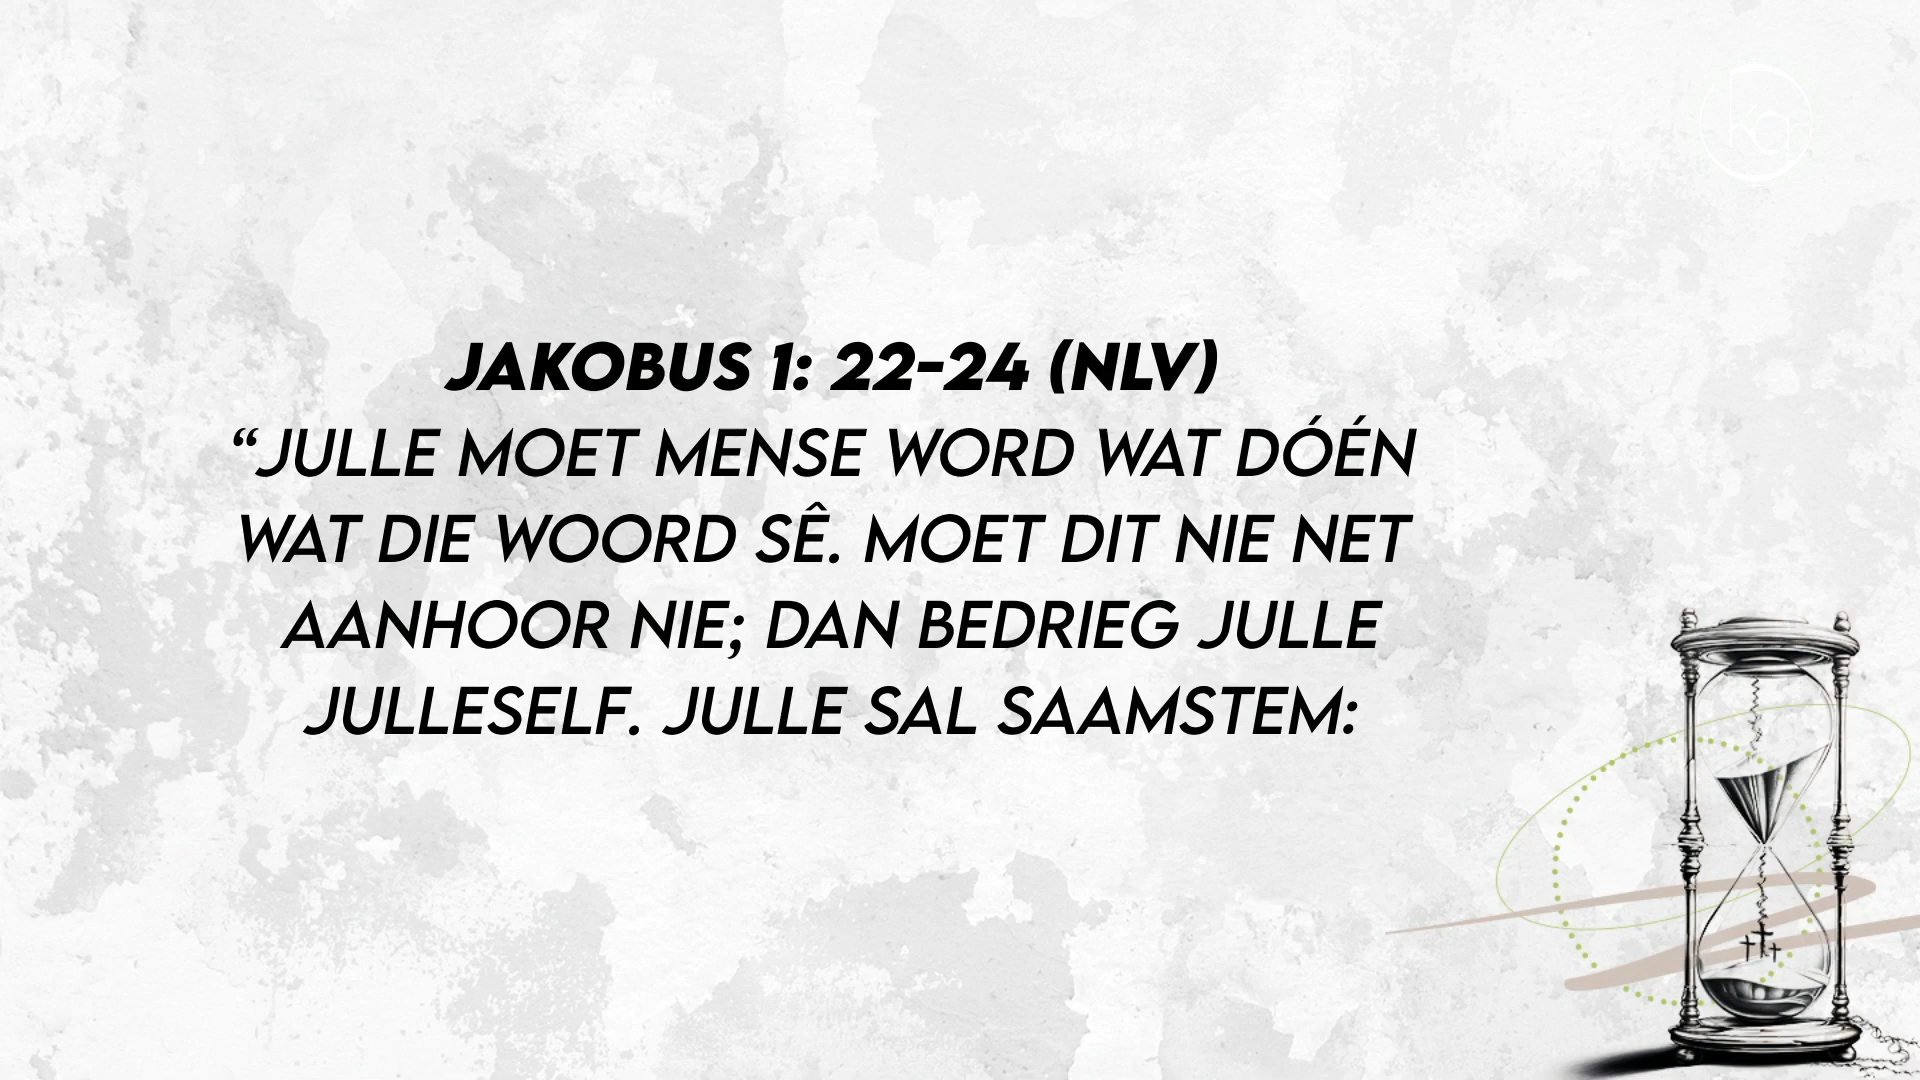 kg
JAKOBUS 1: 22-24 (NLV)
“JULLE MOET MENSE WORD WAT DÓÉN
WAT DIE WOORD SÊ. MOET DIT NIE NET
AANHOOR NIE; DAN BEDRIEG JULLE
JULLESELF. JULLE SAL SAAMSTEM: